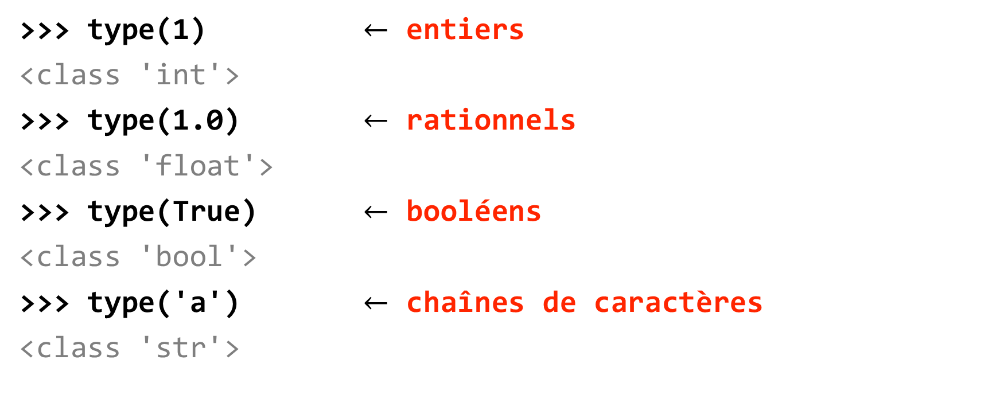 >>> type(1) ← entiers
<class 'int'>
>>> type(1.0) ← rationnels
<class 'float'>
>>> type(True) ← booléens
<class 'bool'>
>>> type('a') ← chaînes de caractères
<class 'str'>